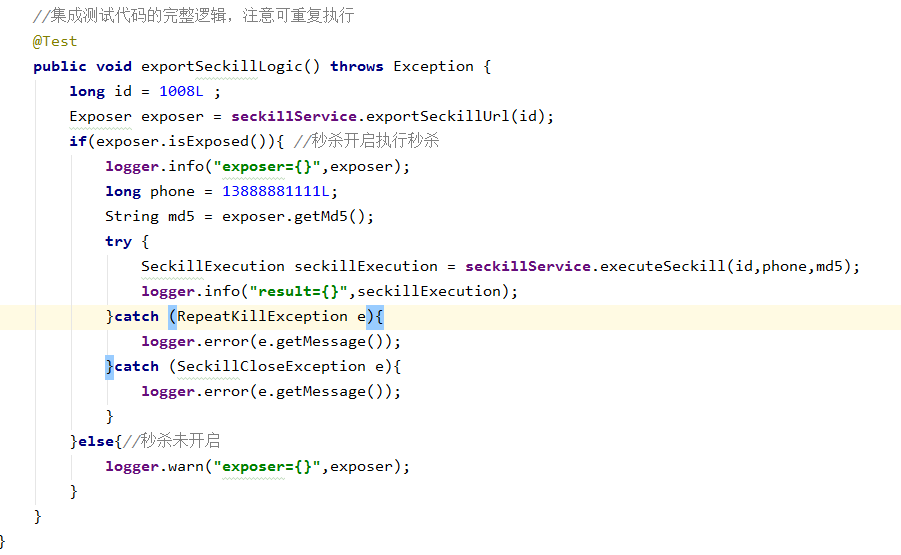 //集成测试代码的完整逻辑，注意可重复执行
@Test
public void exportSeckillLogic() throws Exception {
long id = 1008L ;
Exposer exposer = seckillService.exportSeckillUrl(id);
if(exposer.isExposed()){ //秒杀开启执行秒杀
logger.info("exposer={}",exposer);
long phone = 13888881111L;
String md5 = exposer.getMd5();
try {
SeckillExecution seckillExecution = seckillService.executeSeckill(id,phone,md5);
logger.info("result={}",seckillExecution);
}catch (RepeatKillException e){
logger.error(e.getMessage());
}catch (SeckillCloseException e){
logger.error(e.getMessage());
}
}else{//秒杀未开启
logger.warn("exposer={}",exposer);
}
}
}